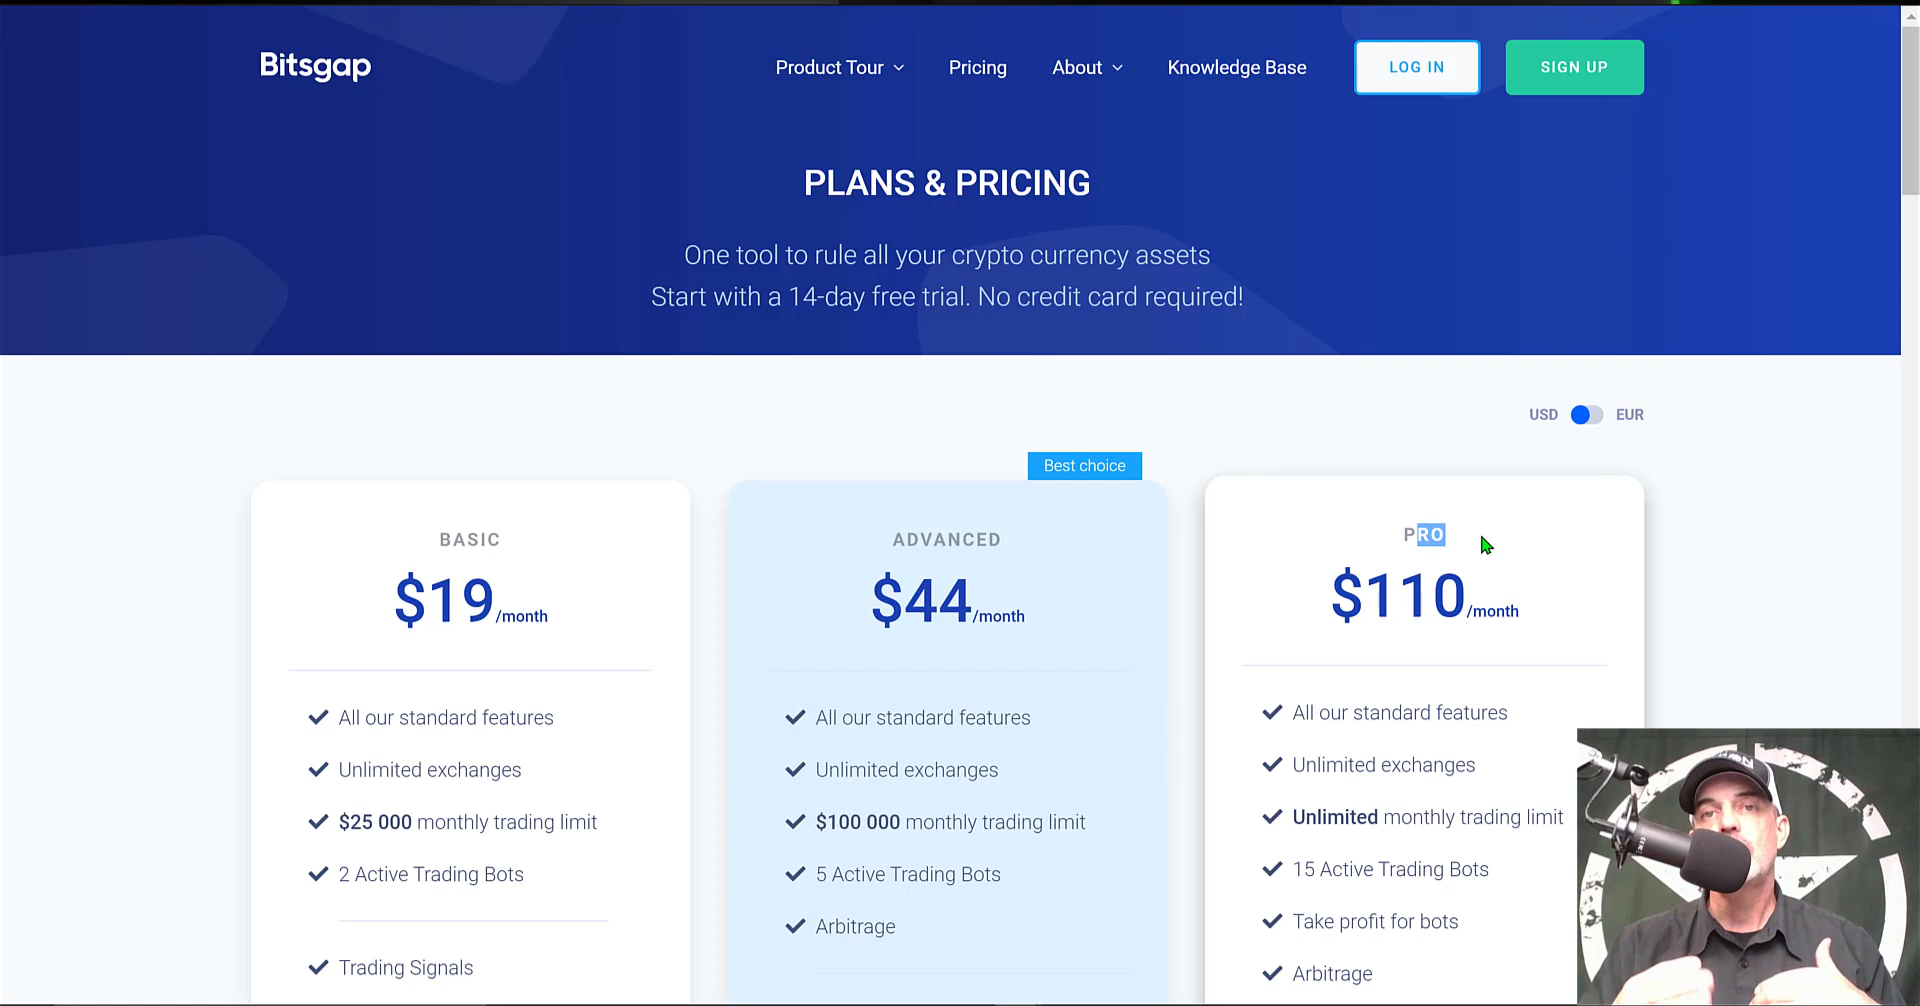 Bitsgap
Product Tour
Pricing
About
Knowledge Base
LOG IN
SIGN UP
PLANS & PRICING
One tool to rule all your crypto currency assets
Start with a 14-day free trial. No credit card required!
USD
EUR
BASIC
$19/month
All our standard features
Unlimited exchanges
$25 000 monthly trading limit
2 Active Trading Bots
Trading Signals
Best choice
ADVANCED
$44/month
All our standard features
Unlimited exchanges
$100 000 monthly trading limit
5 Active Trading Bots
Arbitrage
PRO
$110/month
All our standard features
Unlimited exchanges
Unlimited monthly trading limit
15 Active Trading Bots
Take profit for bots
Arbitrage